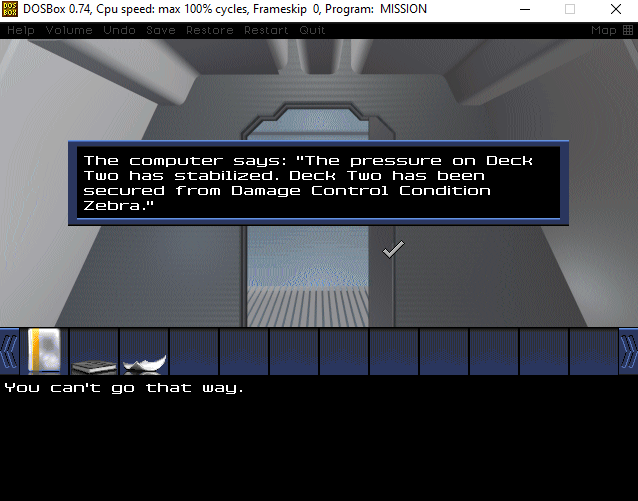 DOS
BOX
DOSBox 0.74, Cpu speed: max 100% cycles, Frameskip 0, Program: MISSION
Help Volume Undo Save Restore Restart Quit Map
The computer says: "The pressure on Deck
Two has stabilized. Deck Two has been
secured from Damage Control Condition
Zebra."
You can't go that way.